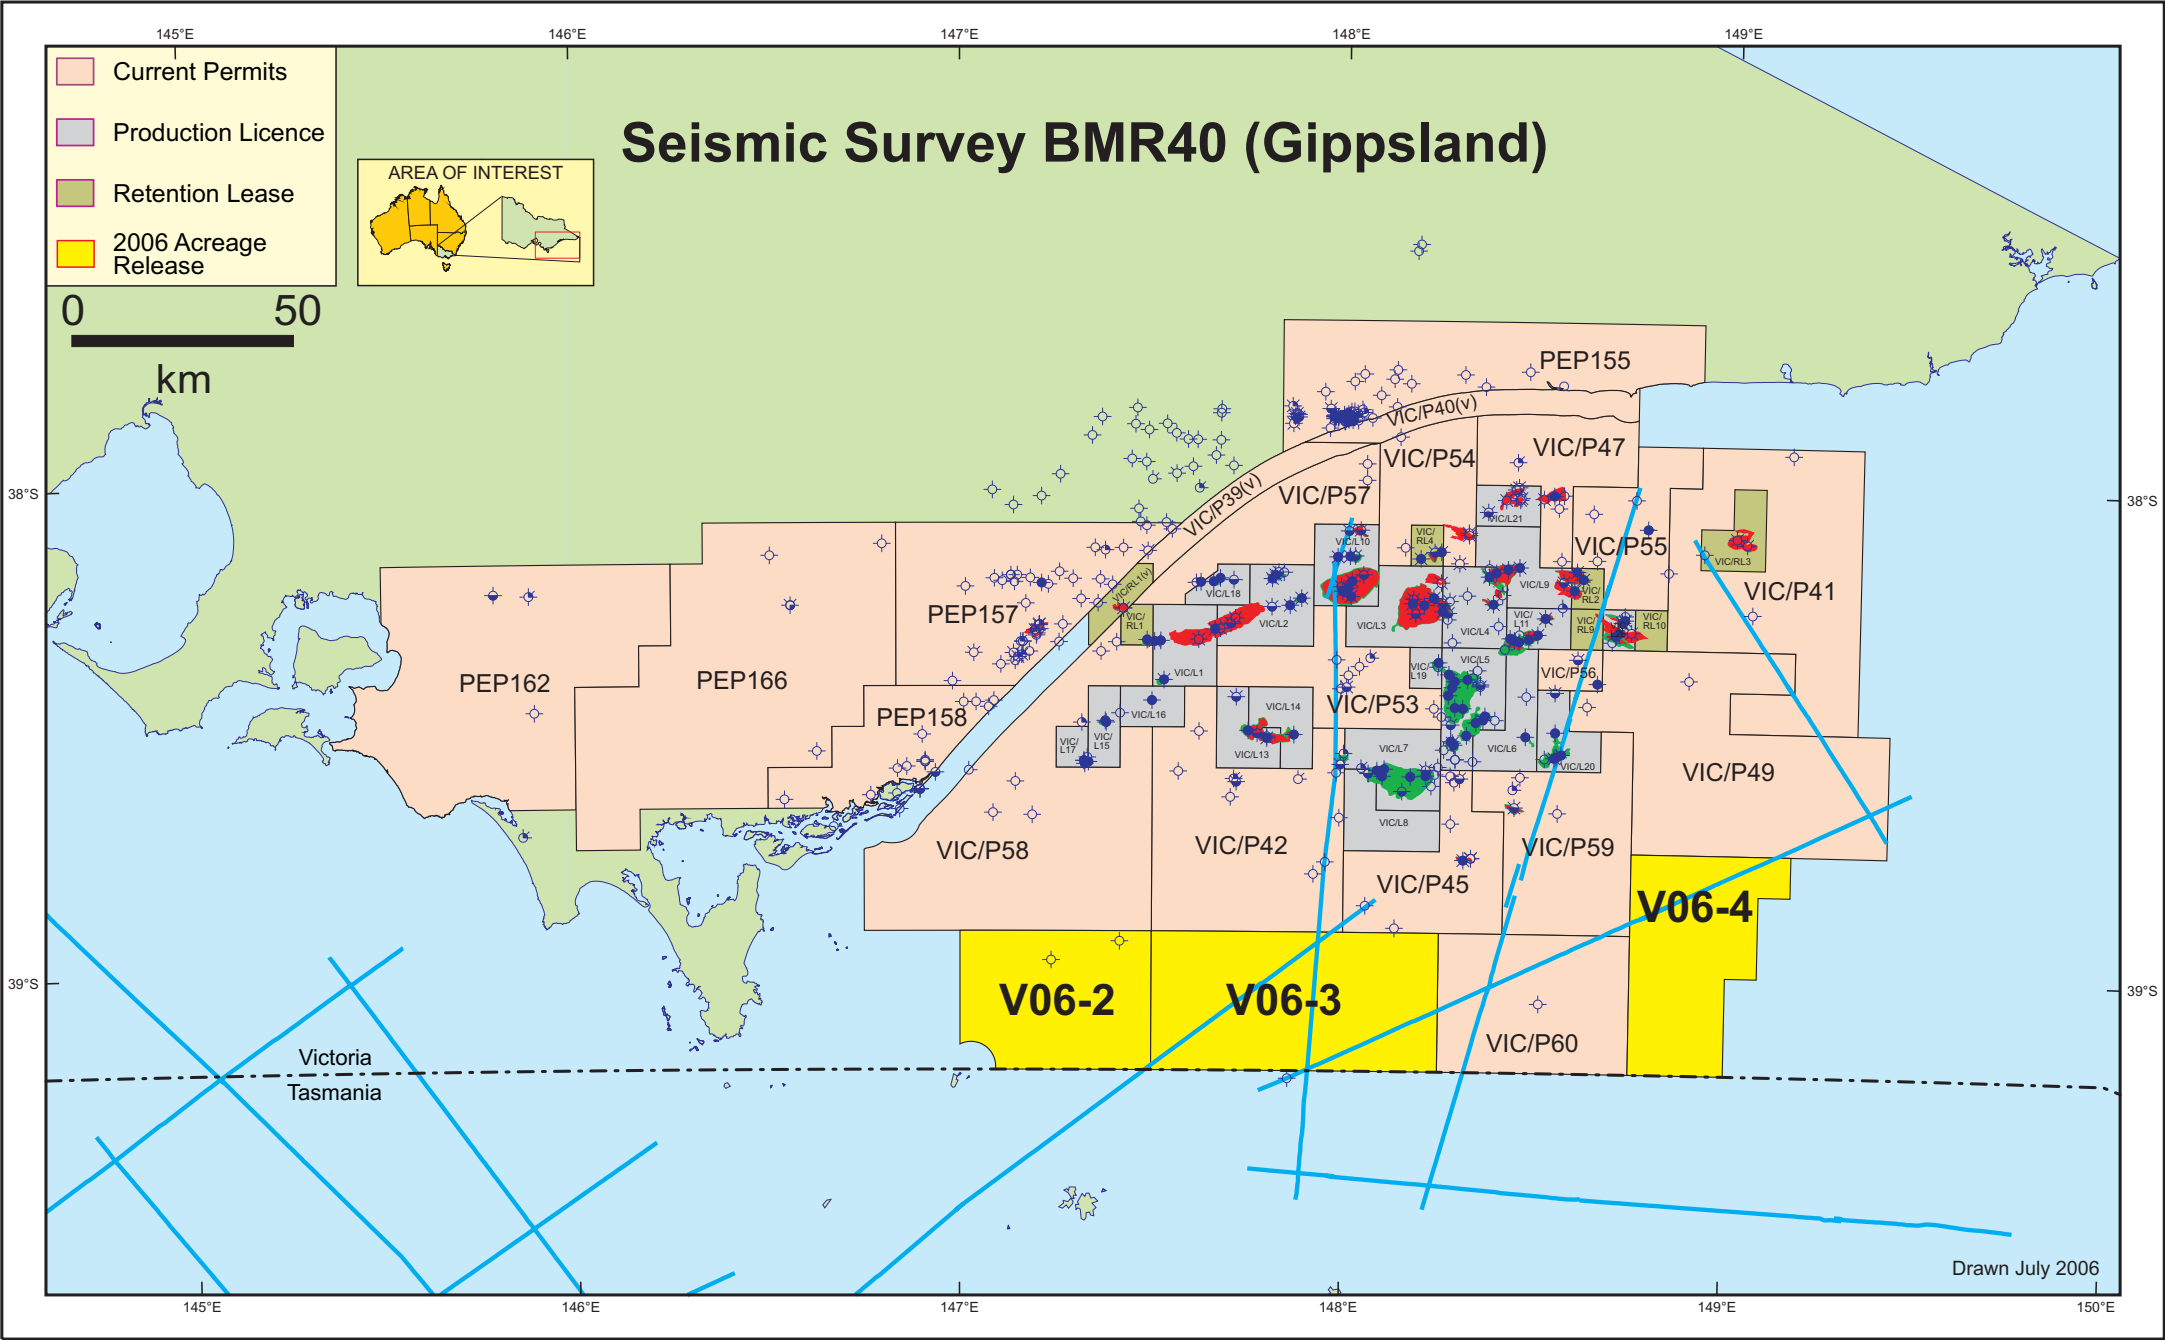 145°E
146°E
147°E
148°E
149°E
Current Permits
Production Licence
Retention Lease
2006 Acreage
Release
Seismic Survey BMR40 (Gippsland)
AREA OF INTEREST
0
50
km
PEP155
VIC/P40(v)
VIC/P47
VIC/P54
VIC/P57
VIC/P39(v)
38°S
38°S
VIC/L21
VIC/L10
VIC/
RL4
VIC/P55
VIC/RL3
VIC/P41
VIC/RL1(v)
VIC/L18
VIC/L9
VIC/
RL2
PEP157
VIC/
RL1
VIC/L2
VIC/L3
VIC/L4
VIC/
L11
VIC/
RL9
VIC/
RL10
PEP162
PEP166
VIC/L1
VIC/
L19
VIC/L5
VIC/P56
PEP158
VIC/L16
VIC/L14
VIC/P53
VIC/
L17
VIC/
L15
VIC/L13
VIC/L7
VIC/L6
VIC/L20
VIC/P49
VIC/L8
VIC/P58
VIC/P42
VIC/P59
VIC/P45
V06-4
39°S
39°S
V06-2
V06-3
VIC/P60
Victoria
Tasmania
Drawn July 2006
145°E
146°E
147°E
148°E
149°E
150°E